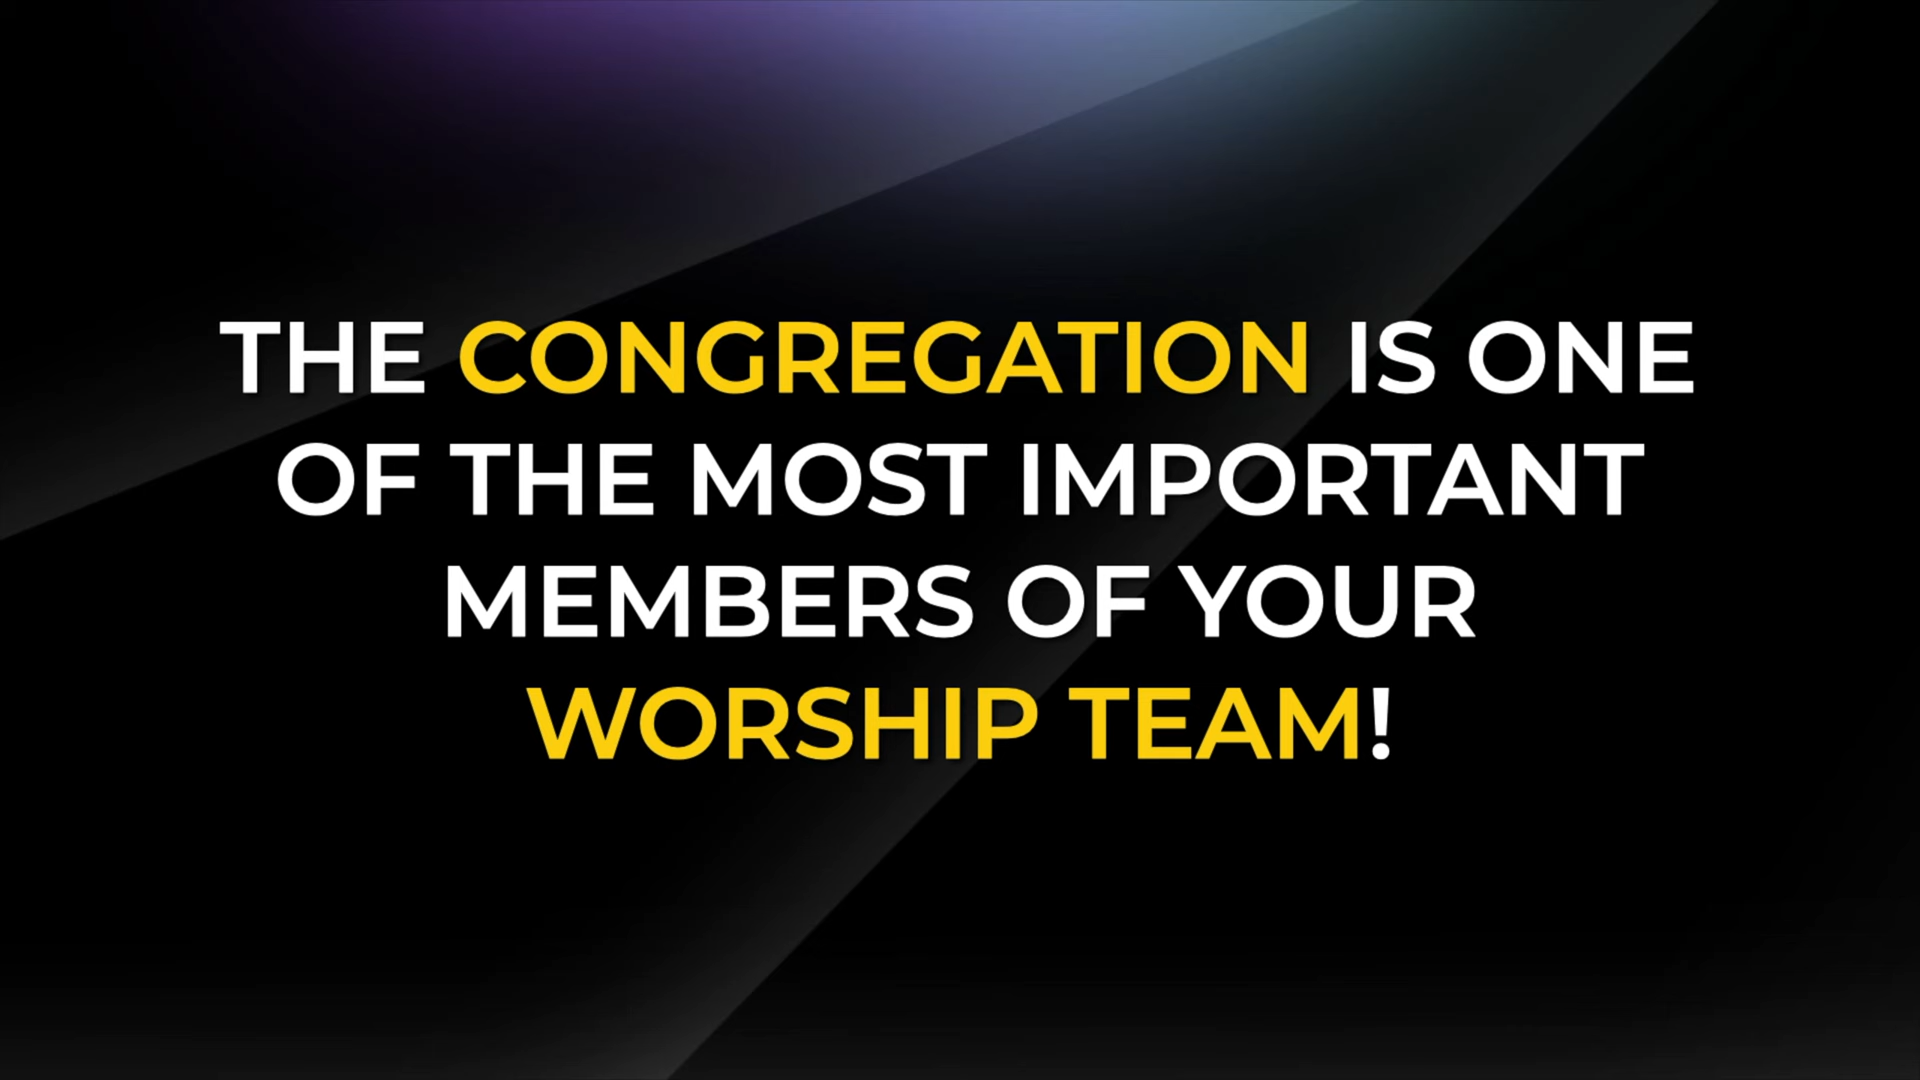 THE CONGREGATION IS ONE
OF THE MOST IMPORTANT
MEMBERS OF YOUR
WORSHIP TEAM!